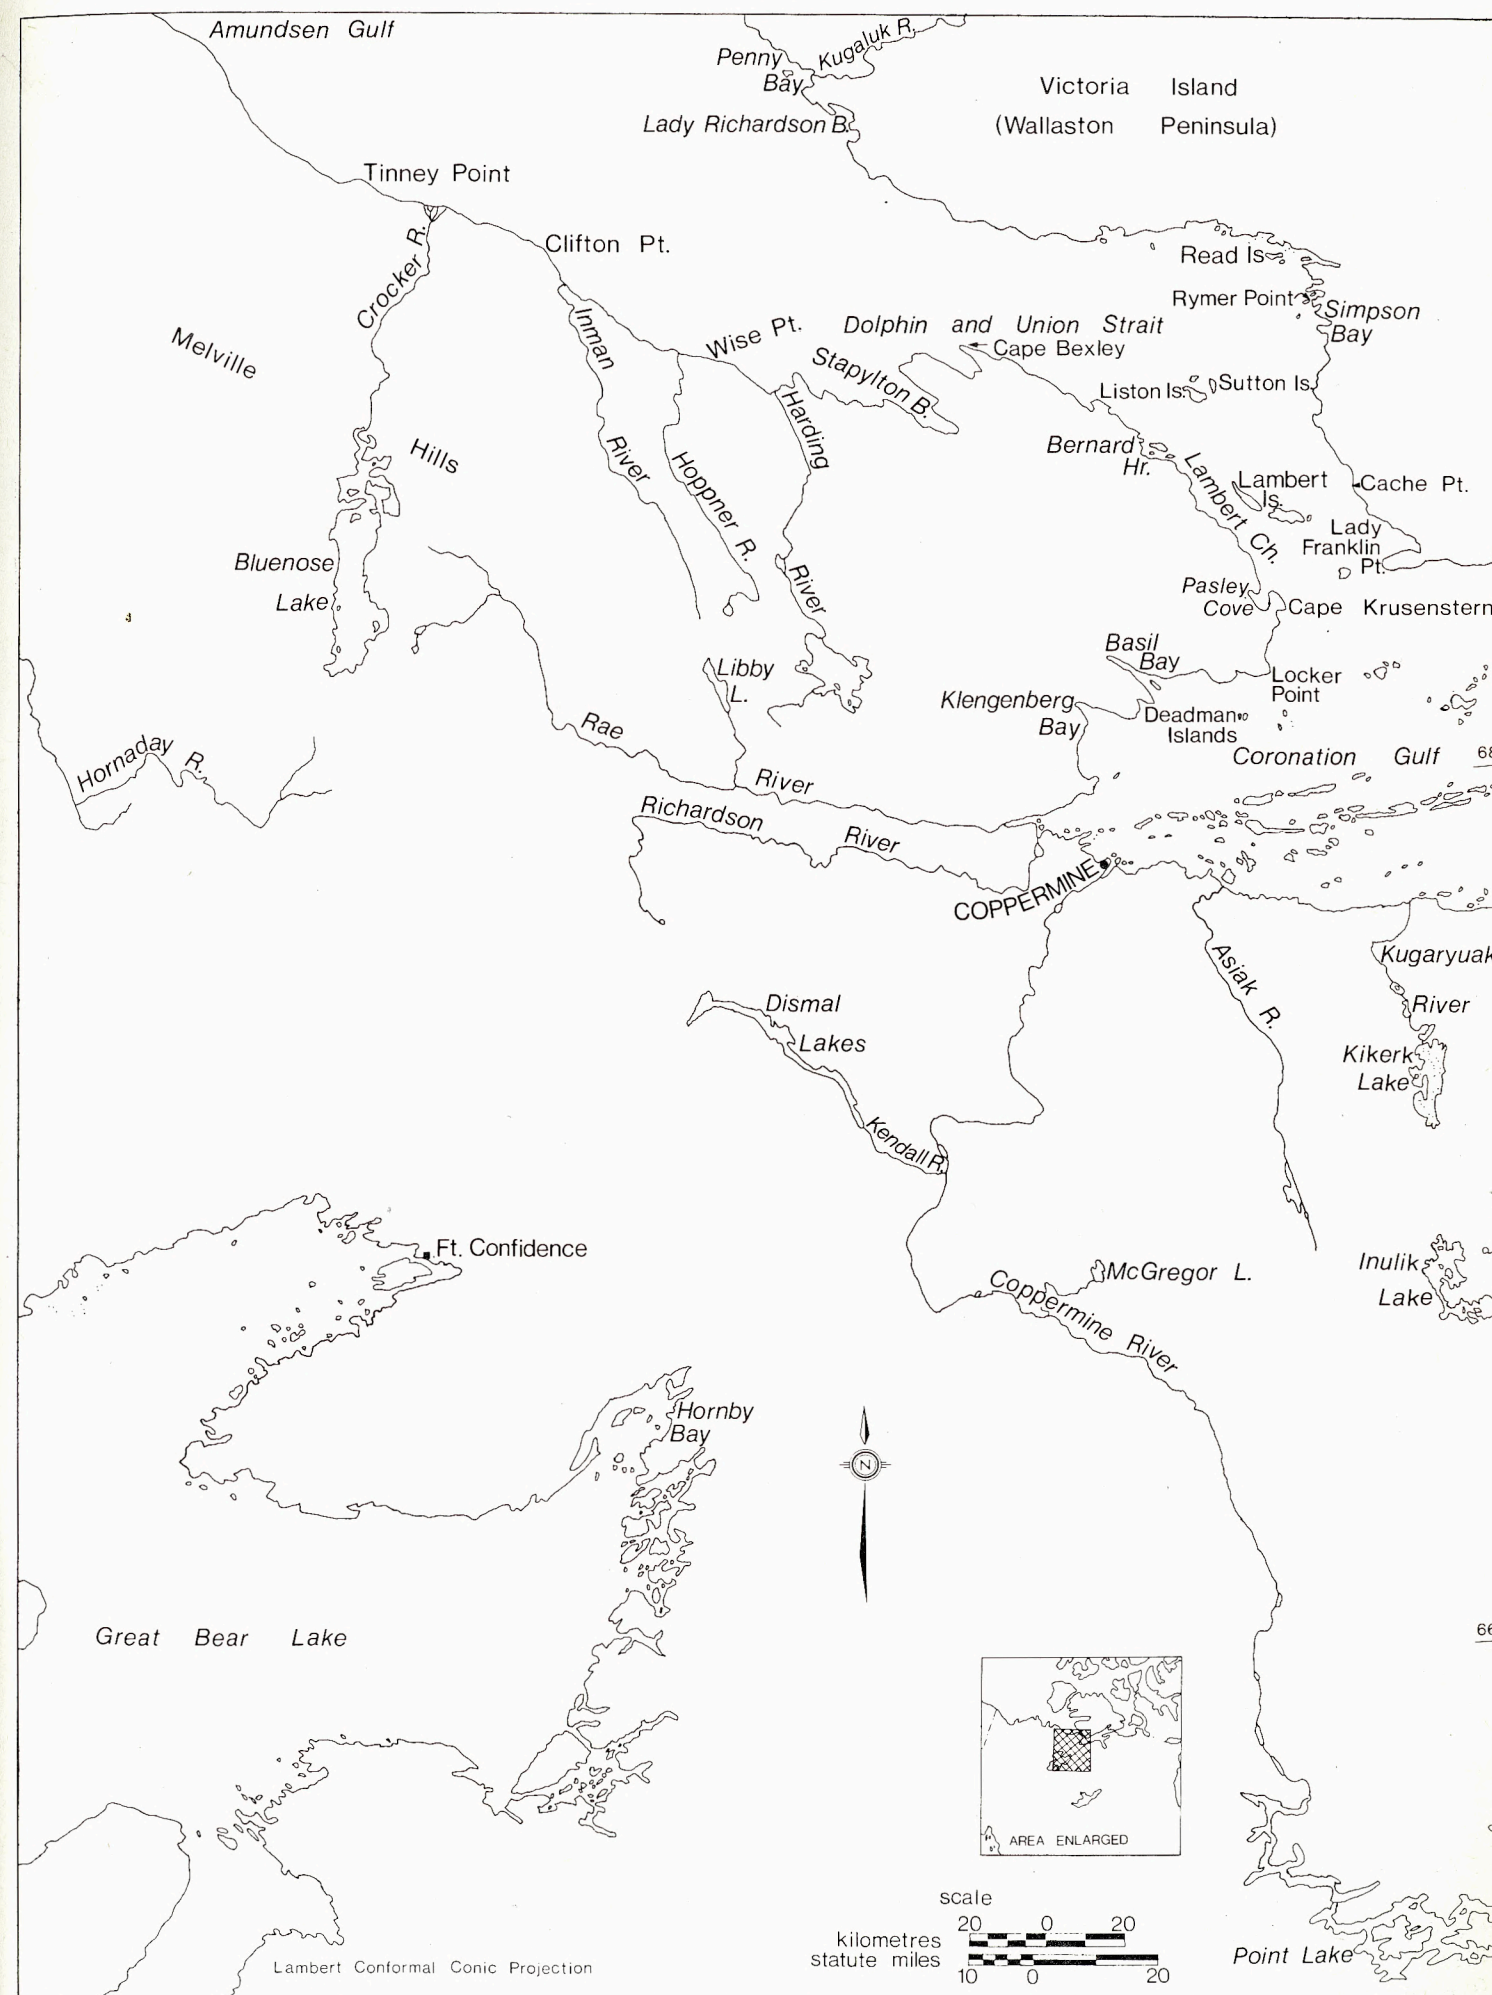 Amundsen Gulf
Kugaluk R.
Penny
Bay
Victoria Island
(Wallaston Peninsula)
Lady Richardson B.
Tinney Point
Crocker R.
Clifton Pt.
Read Is.
Rymer Point
Simpson
Bay
Melville
Hills
Inman
River
Wise Pt.
Dolphin and Union Strait
Cape Bexley
Stapylton B.
Liston Is.
Sutton Is.
Harding
River
Hoppner R.
Bernard
Hr.
Lambert Ch.
Lambert
Is.
Cache Pt.
Lady
Franklin
Pt.
Bluenose
Lake
Pasley
Cove
Cape Krusenstern
Basil
Bay
Libby
L.
Locker
Point
Klengenberg
Bay
Deadman
Islands
Rae
River
Hornaday R.
Coronation Gulf
68
Richardson
River
COPPERMINE
Asiak R.
Kugaryuak
River
Dismal
Lakes
Kikerk
Lake
Kendall R.
Ft. Confidence
McGregor L.
Coppermine River
Inulik
Lake
Hornby
Bay
N
Great Bear Lake
66
AREA ENLARGED
scale
20 0 20
kilometres
statute miles
10 0 20
Point Lake
Lambert Conformal Conic Projection